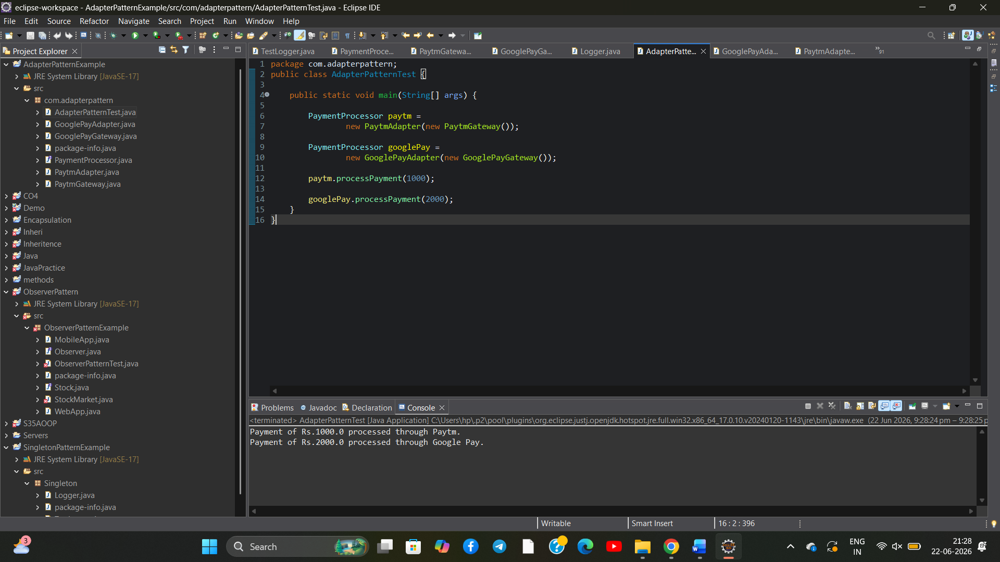 eclipse-workspace - AdapterPatternExample/src/com/adapterpattern/AdapterPatternTest.java - Eclipse IDE
File Edit Source Refactor Navigate Search Project Run Window Help
Project Explorer
AdapterPatternExample
JRE System Library [JavaSE-17]
src
com.adapterpattern
AdapterPatternTest.java
GooglePayAdapter.java
GooglePayGateway.java
package-info.java
PaymentProcessor.java
PaytmAdapter.java
PaytmGateway.java
CO4
Demo
Encapsulation
Inheri
Inheritence
Java
JavaPractice
methods
ObserverPattern
JRE System Library [JavaSE-17]
src
ObserverPatternExample
MobileApp.java
Observer.java
ObserverPatternTest.java
package-info.java
Stock.java
StockMarket.java
WebApp.java
S35AOOP
Servers
SingletonPatternExample
JRE System Library [JavaSE-17]
src
Singleton
Logger.java
package-info.java
TestLogger.java PaymentProce... PaytmGatewa... GooglePayGa... Logger.java AdapterPatte... GooglePayAda... PaytmAdapte... »91
1 package com.adapterpattern;
2 public class AdapterPatternTest {
3
4 public static void main(String[] args) {
5
6 PaymentProcessor paytm =
7 new PaytmAdapter(new PaytmGateway());
8
9 PaymentProcessor googlePay =
10 new GooglePayAdapter(new GooglePayGateway());
11
12 paytm.processPayment(1000);
13
14 googlePay.processPayment(2000);
15 }
16 }
Problems Javadoc Declaration Console
<terminated> AdapterPatternTest [Java Application] C:\Users\hp\.p2\pool\plugins\org.eclipse.justj.openjdk.hotspot.jre.full.win32.x86_64_17.0.10.v20240120-1143\jre\bin\javaw.exe (22 Jun 2026, 9:28:24 pm – 9:28:25 p
Payment of Rs.1000.0 processed through Paytm.
Payment of Rs.2000.0 processed through Google Pay.
Writable Smart Insert 16 : 2 : 396
3
Search
ENG
IN
21:28
22-06-2026